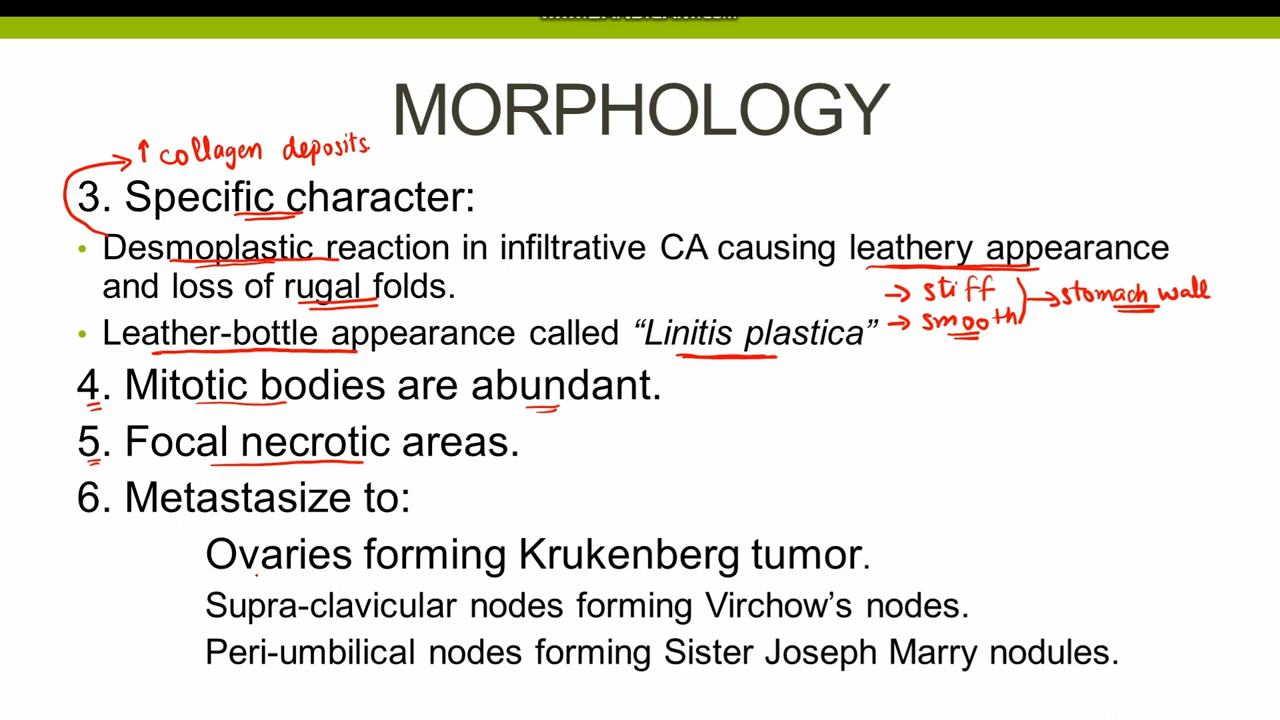 MORPHOLOGY
↑ collagen deposits
3. Specific character:
• Desmoplastic reaction in infiltrative CA causing leathery appearance
and loss of rugal folds.
→ stiff
→ stomach wall
→ smooth
• Leather-bottle appearance called “Linitis plastica”
4. Mitotic bodies are abundant.
5. Focal necrotic areas.
6. Metastasize to:
Ovaries forming Krukenberg tumor.
Supra-clavicular nodes forming Virchow’s nodes.
Peri-umbilical nodes forming Sister Joseph Marry nodules.